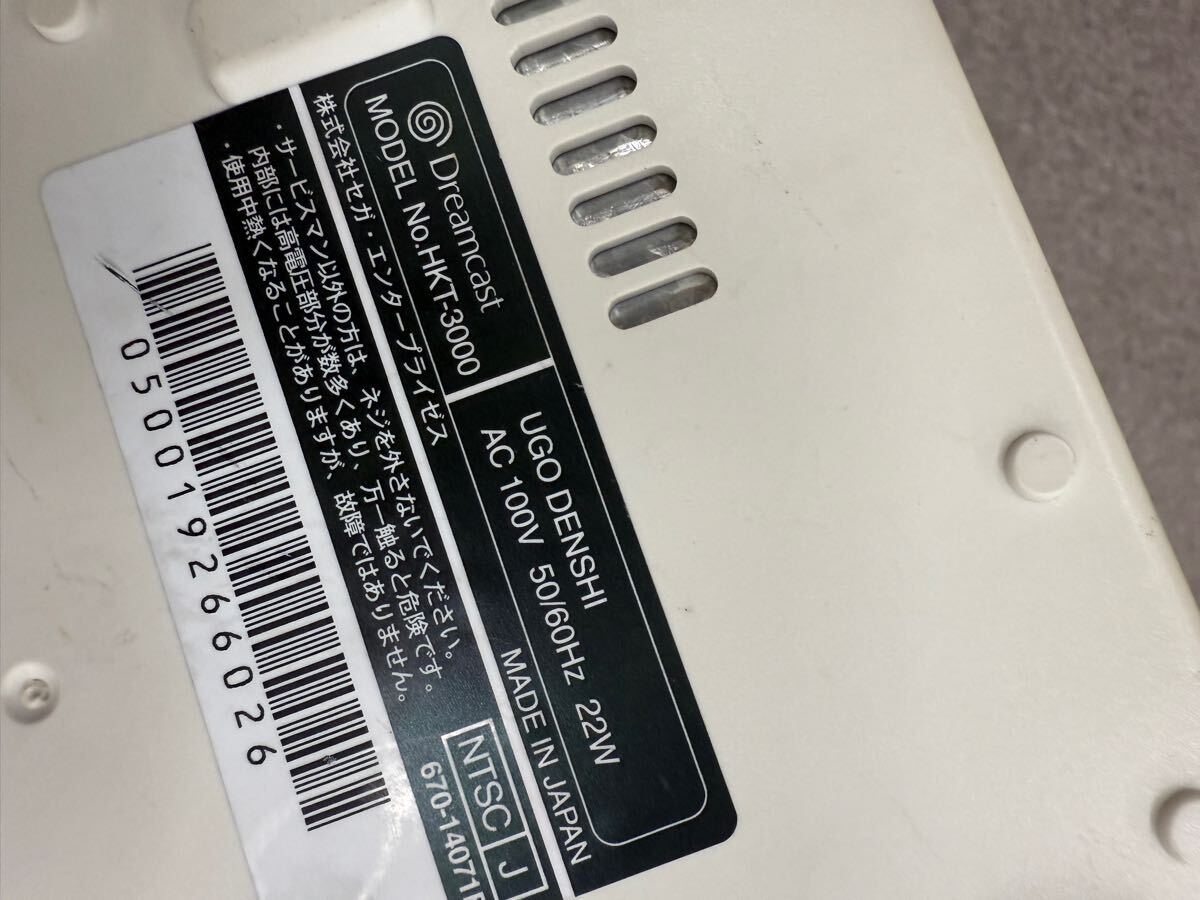 Dreamcast
MODEL No.HKT-3000
UGO DENSHI
AC 100V 50/60Hz 22W
株式会社セガ・エンタープライゼス
MADE IN JAPAN
・サービスマン以外の方は、ネジを外さないでください。
内部には高電圧部分が数多くあり、万一触ると危険です。
・使用中熱くなることがありますが、故障ではありません。
NTSC J
670-14071
050019266026